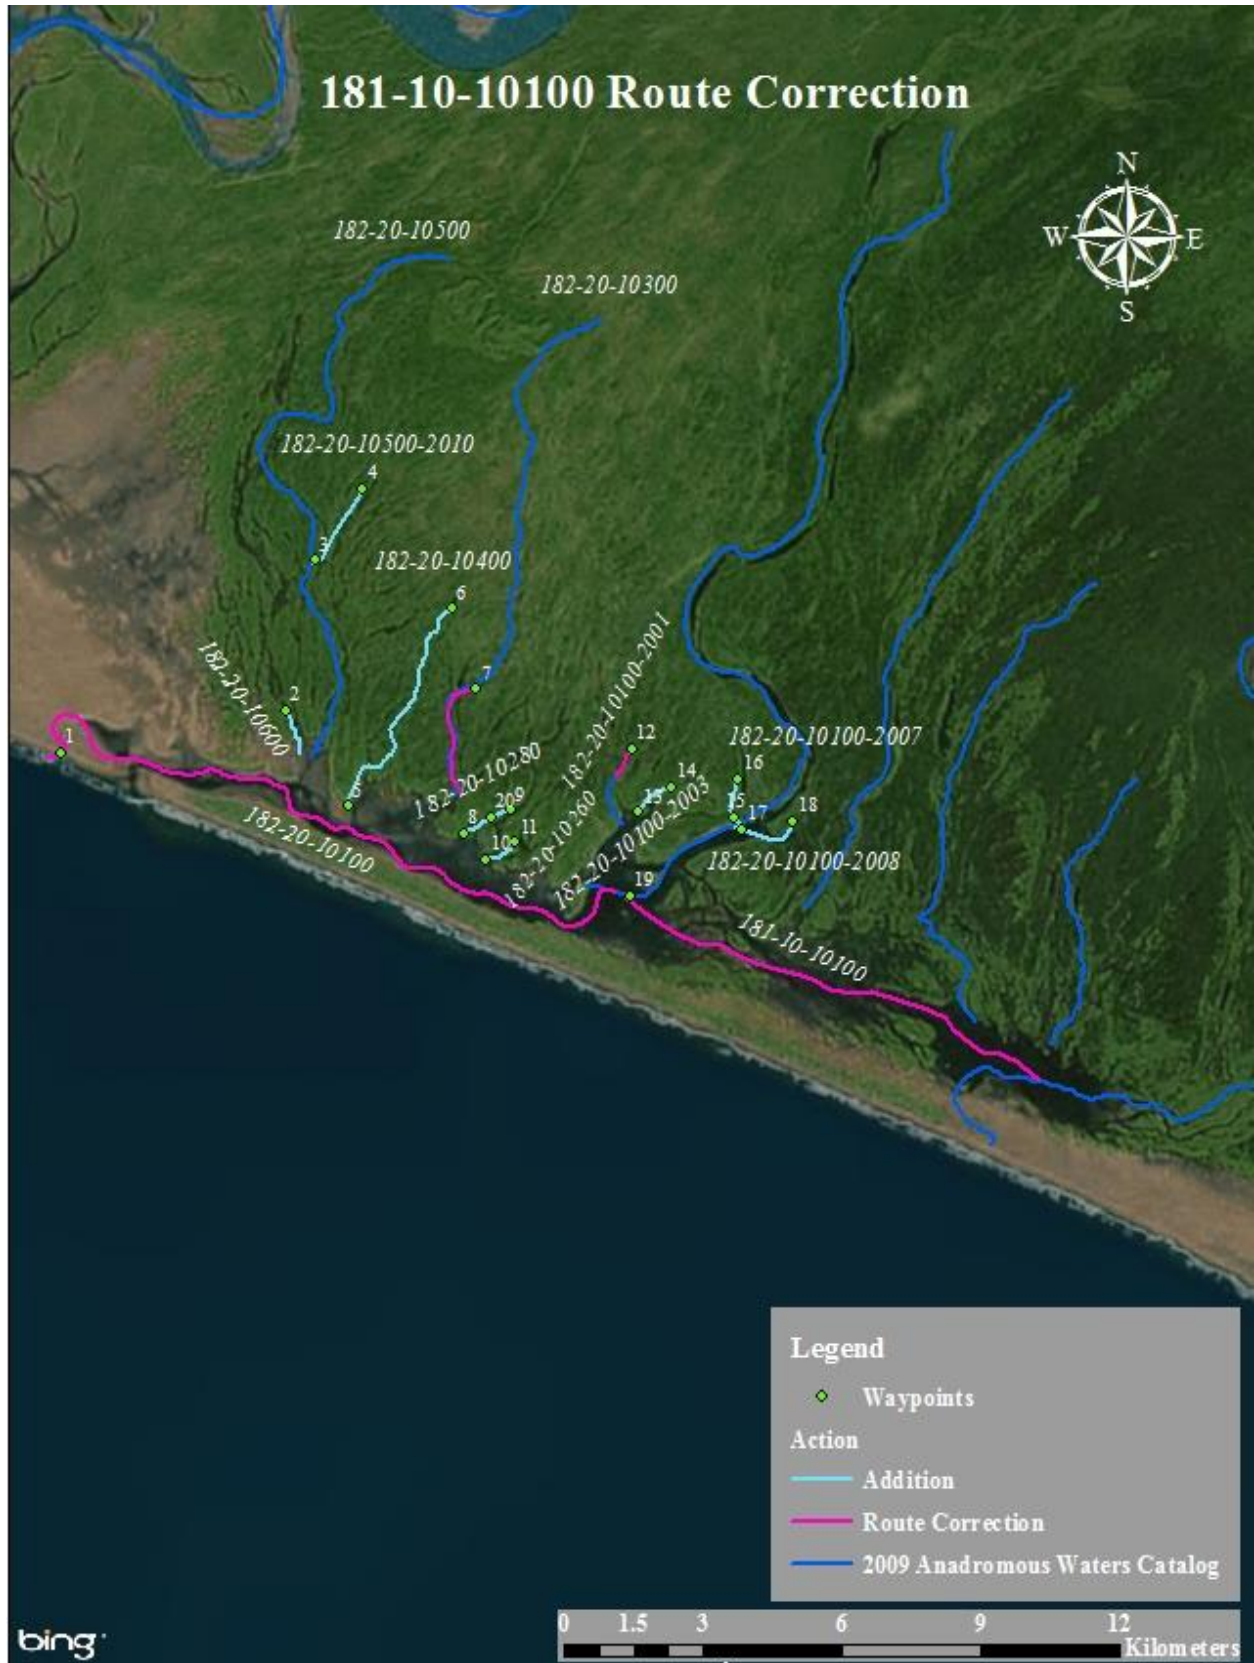 181-10-10100 Route Correction
N
W
E
S
182-20-10500
182-20-10300
182-20-10500-2010
4
3
182-20-10400
6
7
182-20-10600
2
1
5
182-20-10100
182-20-10280
8
20
9
10
11
182-20-10260
182-20-10100-2001
12
13
14
182-20-10100-2003
182-20-10100-2007
16
15
17
18
182-20-10100-2008
19
181-10-10100
Legend
Waypoints
Action
Addition
Route Correction
2009 Anadromous Waters Catalog
0 1.5 3 6 9 12
Kilometers
bing